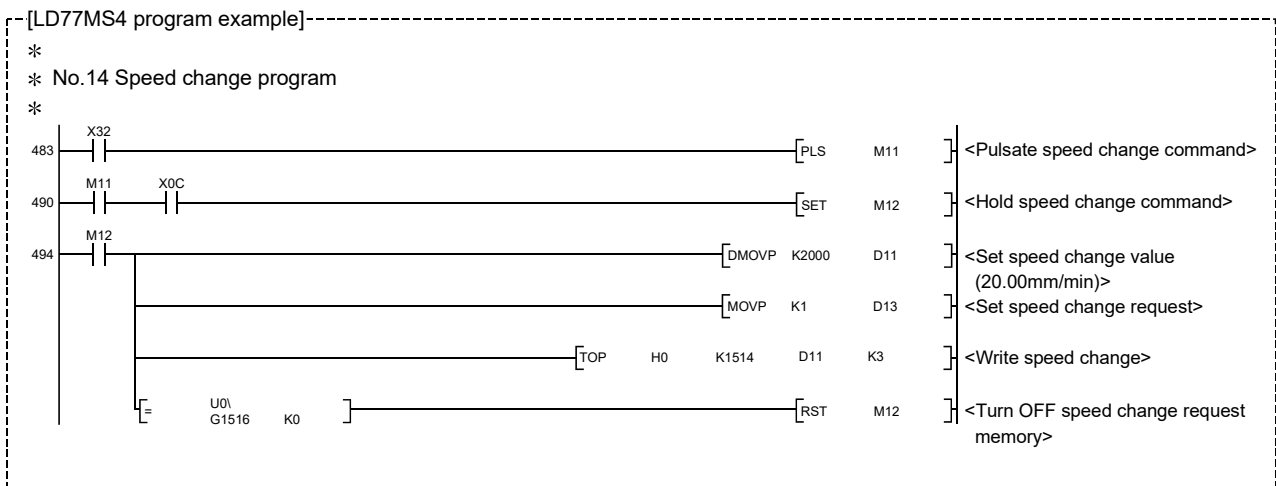 [LD77MS4 program example]
*
* No.14 Speed change program
*
X32
483 PLS M11 <Pulsate speed change command>
M11 X0C
490 SET M12 <Hold speed change command>
M12
494 DMOVP K2000 D11 <Set speed change value
(20.00mm/min)>
MOVP K1 D13 <Set speed change request>
TOP H0 K1514 D11 K3 <Write speed change>
= U0\
G1516 K0 RST M12 <Turn OFF speed change request
memory>